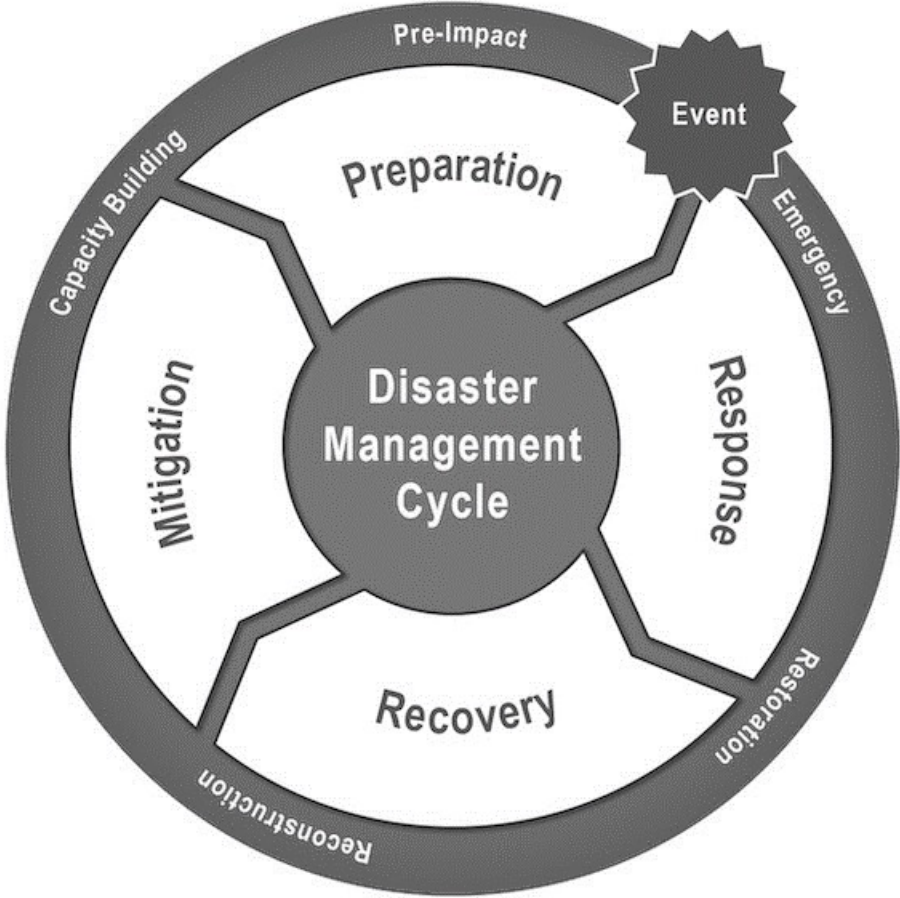 Pre-Impact
Event
Capacity Building
Preparation
Emergency
Mitigation
Disaster
Management
Cycle
Response
Recovery
Restoration
Reconstruction